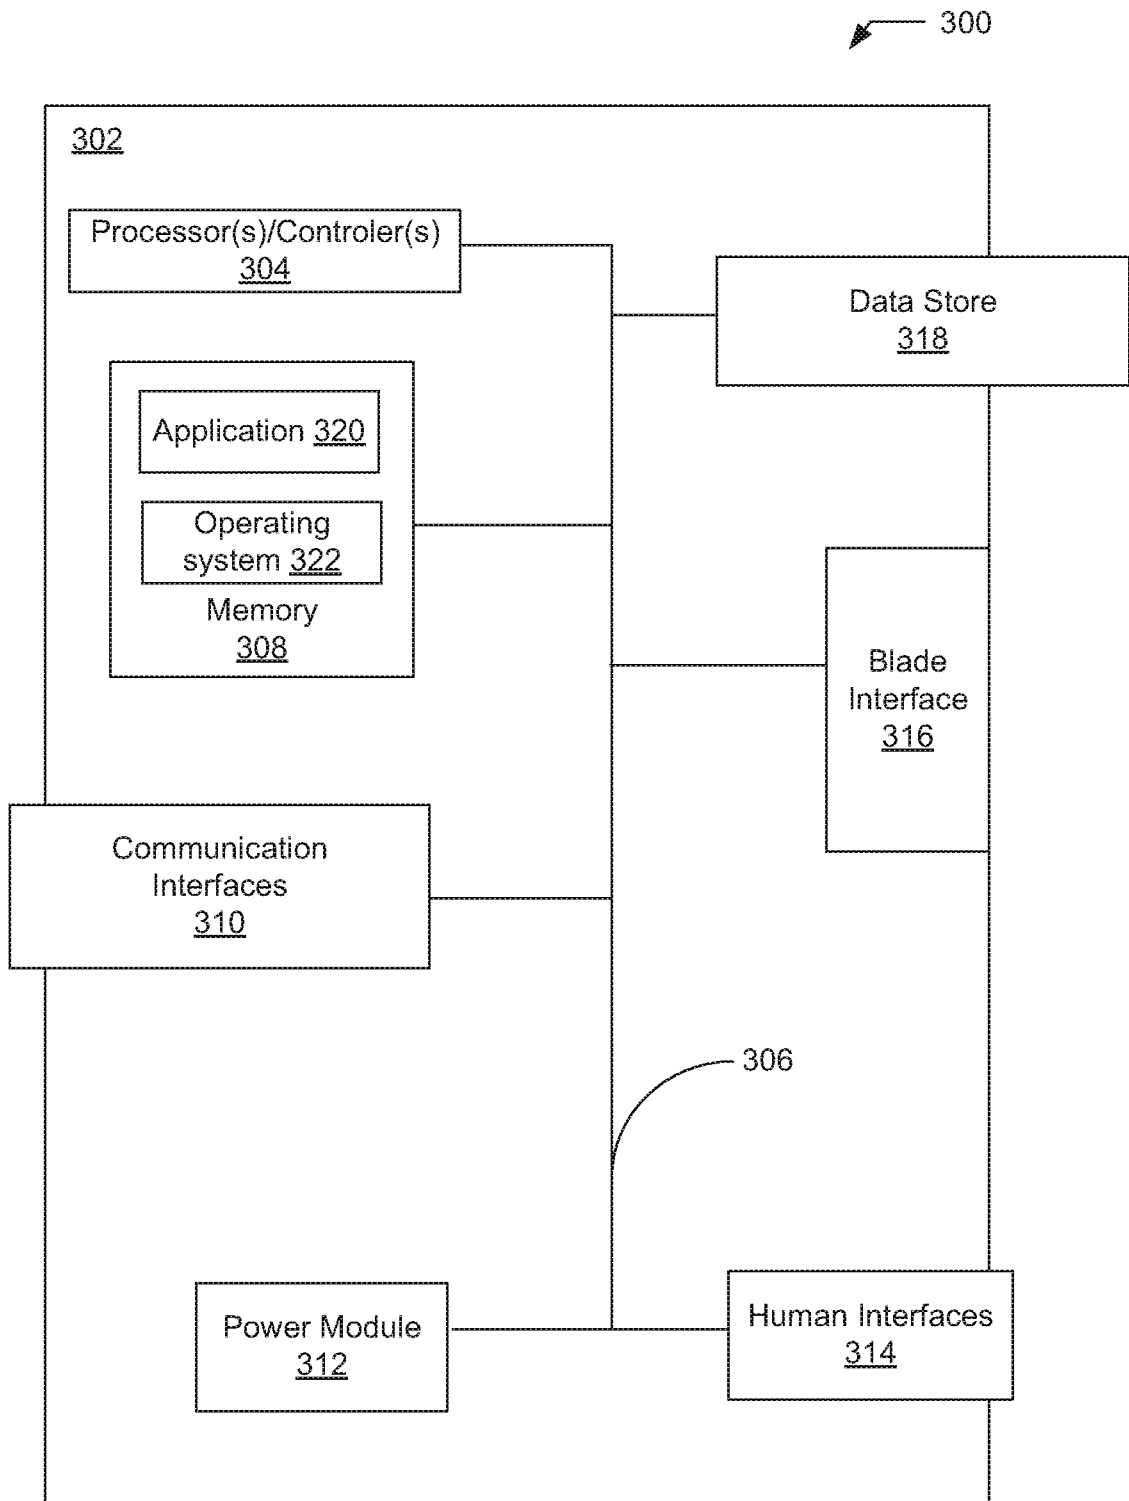 300
302
Processor(s)/Controler(s)
304
Data Store
318
Application 320
Operating
system 322
Memory
308
Blade
Interface
316
Communication
Interfaces
310
306
Power Module
312
Human Interfaces
314